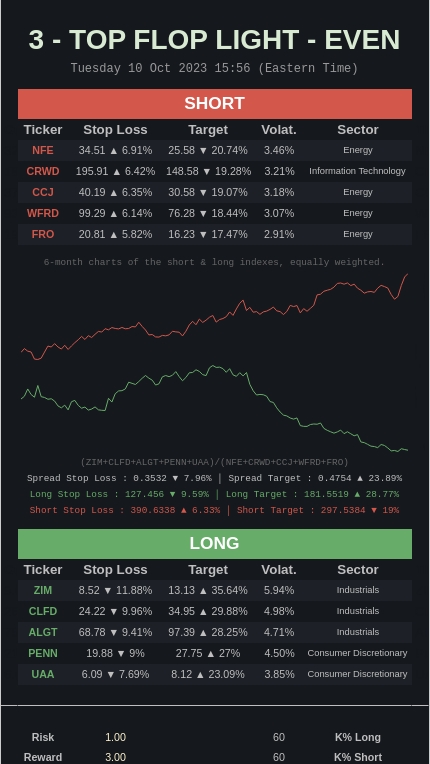 3 - TOP FLOP LIGHT - EVEN
Tuesday 10 Oct 2023 15:56 (Eastern Time)
SHORT
Ticker Stop Loss Target Volat. Sector
NFE 34.51 ▲ 6.91% 25.58 ▼ 20.74% 3.46% Energy
CRWD 195.91 ▲ 6.42% 148.58 ▼ 19.28% 3.21% Information Technology
CCJ 40.19 ▲ 6.35% 30.58 ▼ 19.07% 3.18% Energy
WFRD 99.29 ▲ 6.14% 76.28 ▼ 18.44% 3.07% Energy
FRO 20.81 ▲ 5.82% 16.23 ▼ 17.47% 2.91% Energy
6-month charts of the short & long indexes, equally weighted.
(ZIM+CLFD+ALGT+PENN+UAA)/(NFE+CRWD+CCJ+WFRD+FRO)
Spread Stop Loss : 0.3532 ▼ 7.96% | Spread Target : 0.4754 ▲ 23.89%
Long Stop Loss : 127.456 ▼ 9.59% | Long Target : 181.5519 ▲ 28.77%
Short Stop Loss : 390.6338 ▲ 6.33% | Short Target : 297.5384 ▼ 19%
LONG
Ticker Stop Loss Target Volat. Sector
ZIM 8.52 ▼ 11.88% 13.13 ▲ 35.64% 5.94% Industrials
CLFD 24.22 ▼ 9.96% 34.95 ▲ 29.88% 4.98% Industrials
ALGT 68.78 ▼ 9.41% 97.39 ▲ 28.25% 4.71% Industrials
PENN 19.88 ▼ 9% 27.75 ▲ 27% 4.50% Consumer Discretionary
UAA 6.09 ▼ 7.69% 8.12 ▲ 23.09% 3.85% Consumer Discretionary
Risk 1.00 60 K% Long
Reward 3.00 60 K% Short